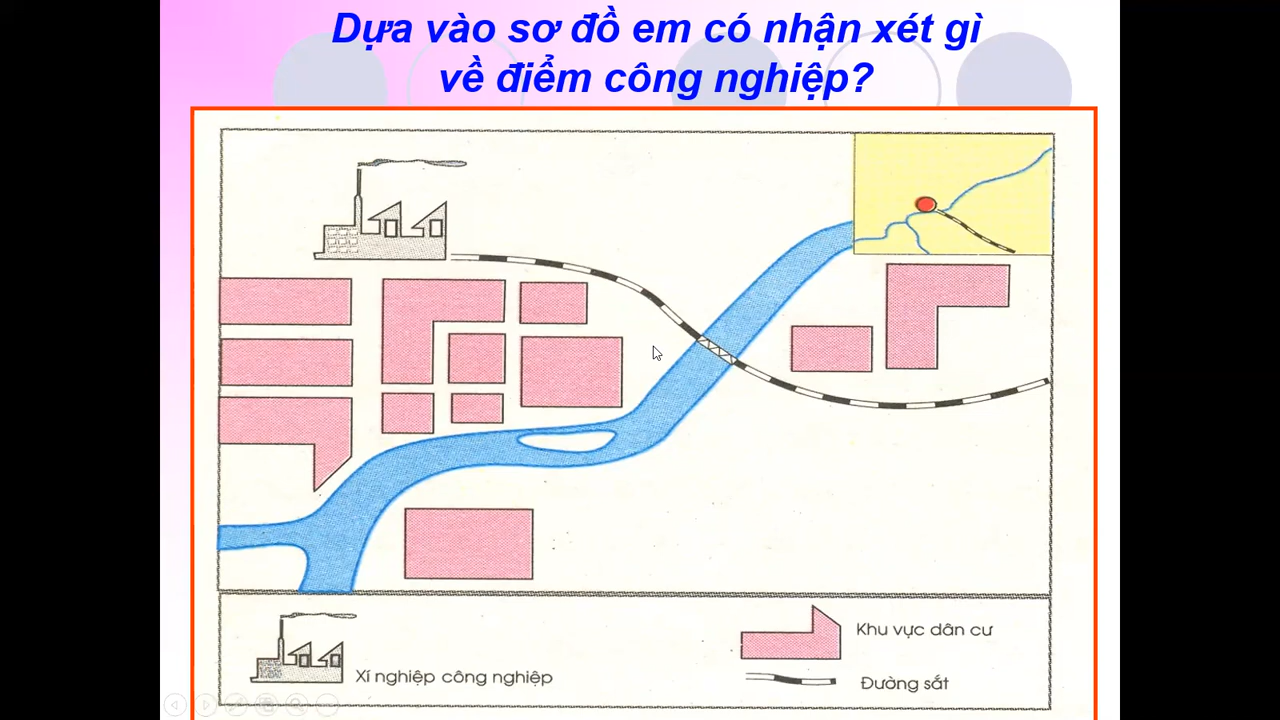 Dựa vào sơ đồ em có nhận xét gì
về điểm công nghiệp?
Xí nghiệp công nghiệp
Khu vực dân cư
Đường sắt